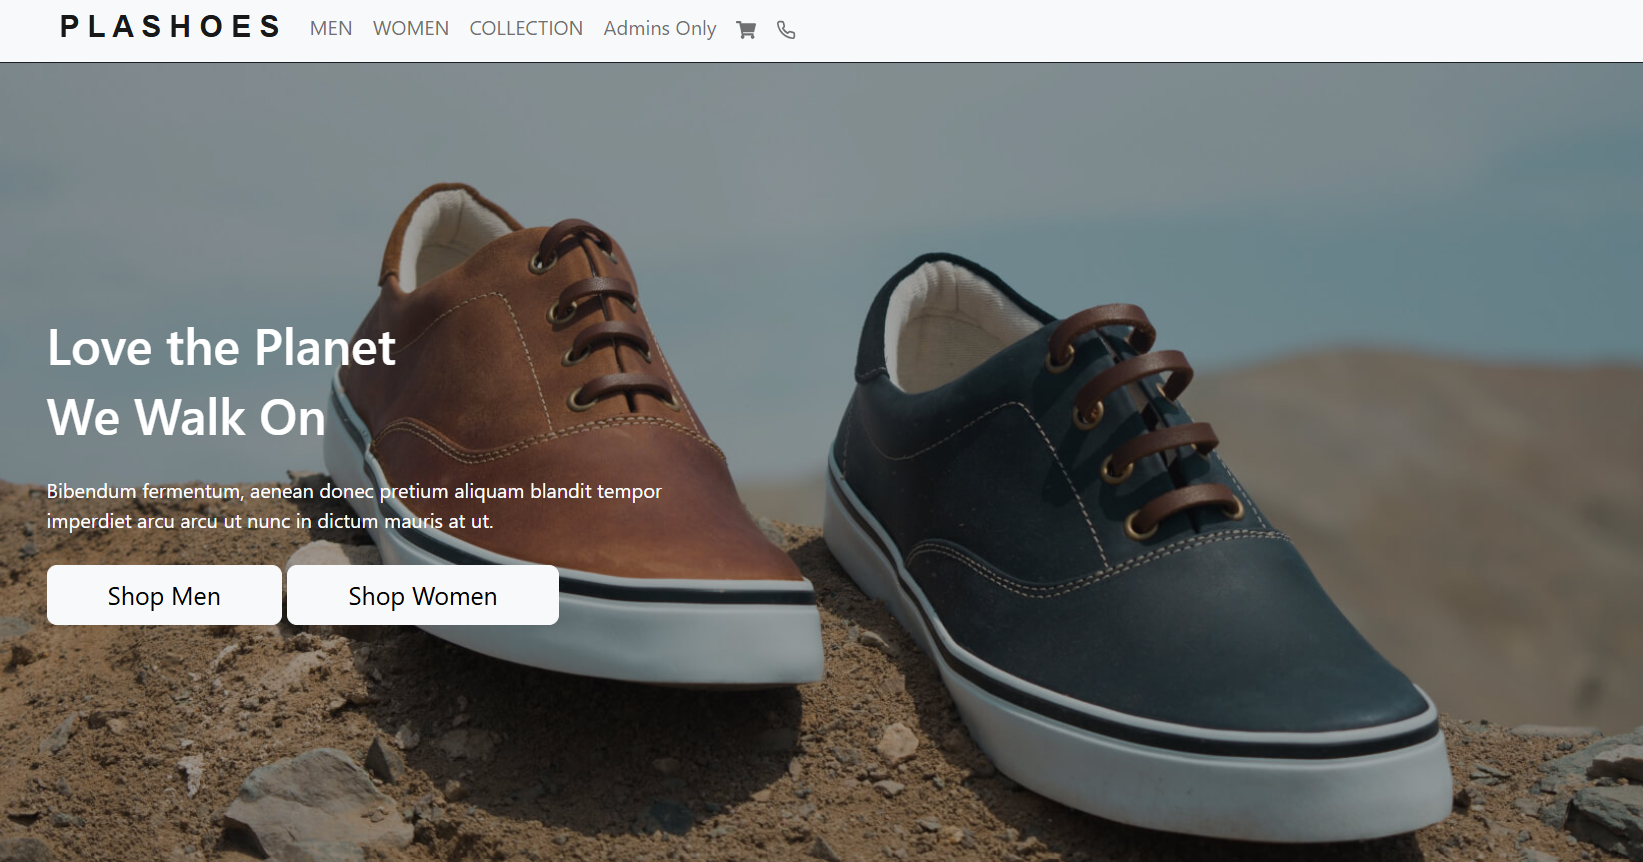 PLASHOES MEN WOMEN COLLECTION Admins Only
Love the Planet
We Walk On
Bibendum fermentum, aenean donec pretium aliquam blandit tempor
imperdiet arcu arcu ut nunc in dictum mauris at ut.
Shop Men Shop Women